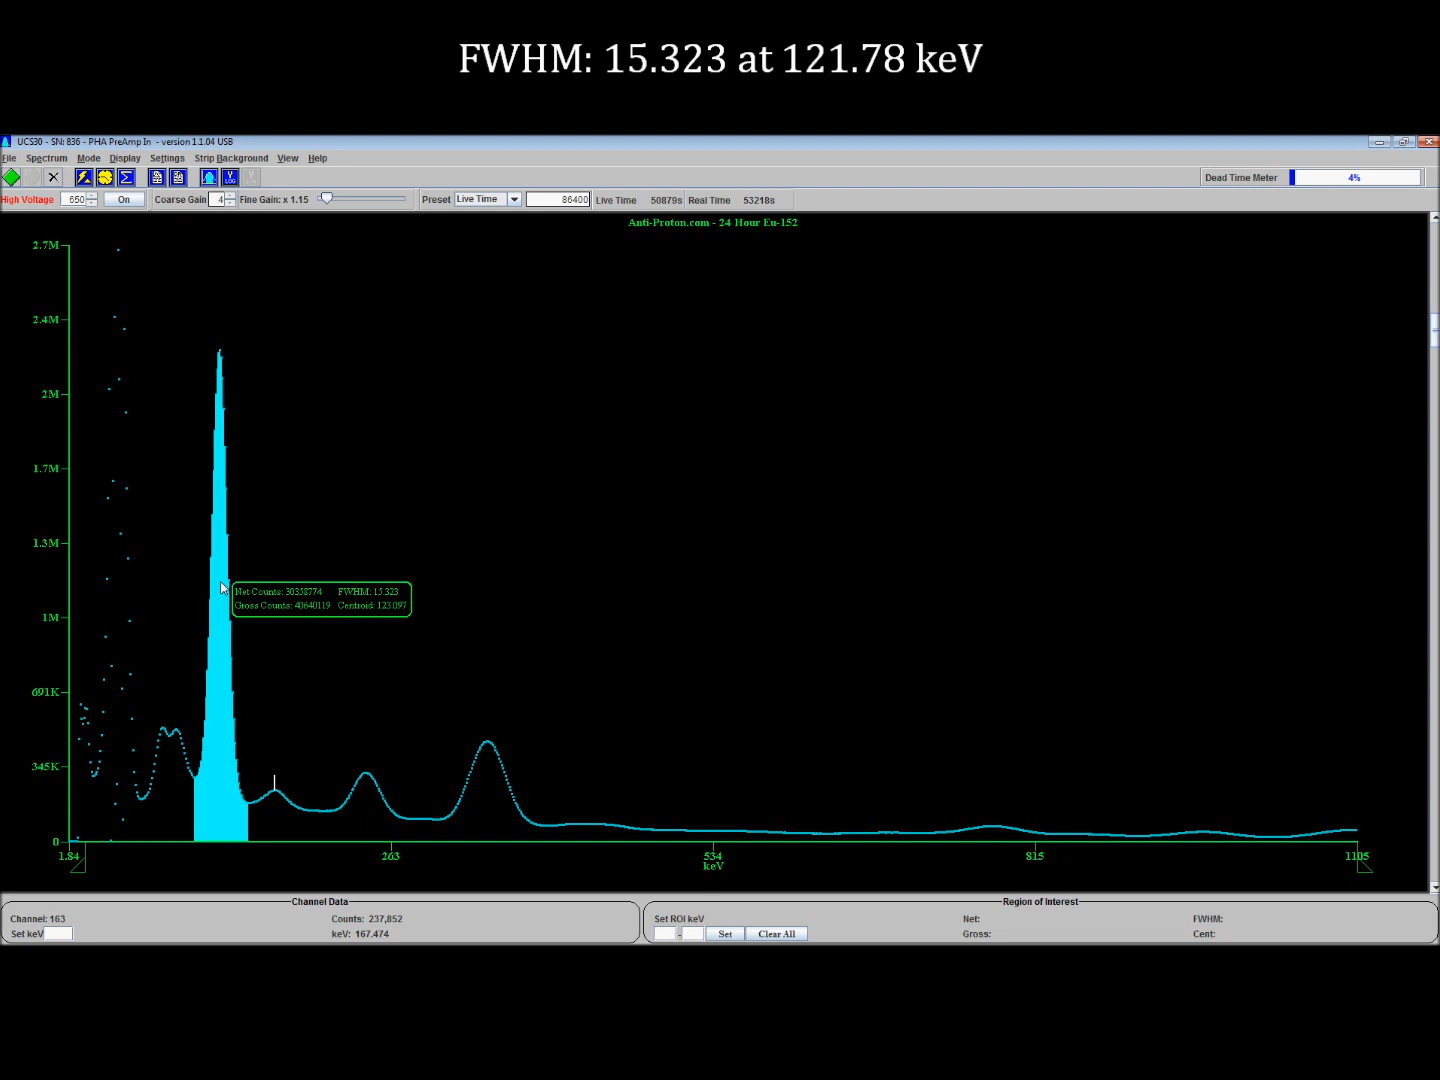 FWHM: 15.323 at 121.78 keV
UCS30 - SN: 836 - PHA PreAmp In - version 1.1.04 USB
File Spectrum Mode Display Settings Strip Background View Help
Dead Time Meter 4%
High Voltage 650 On Coarse Gain 4 Fine Gain: x 1.15 Preset Live Time 86400 Live Time 50879s Real Time 53218s
Anti-Proton.com - 24 Hour Eu-152
2.7M
2.4M
2M
1.7M
1.3M
Net Counts: 30358774 FWHM: 15.323
Gross Counts: 40640119 Centroid: 123.097
1M
691K
345K
0
1.84 263 534 815 1105
keV
Channel Data
Channel: 163 Counts: 237,852
Set keV keV: 167.474
Region of Interest
Set ROI keV Net: FWHM:
- Set Clear All Gross: Cent: